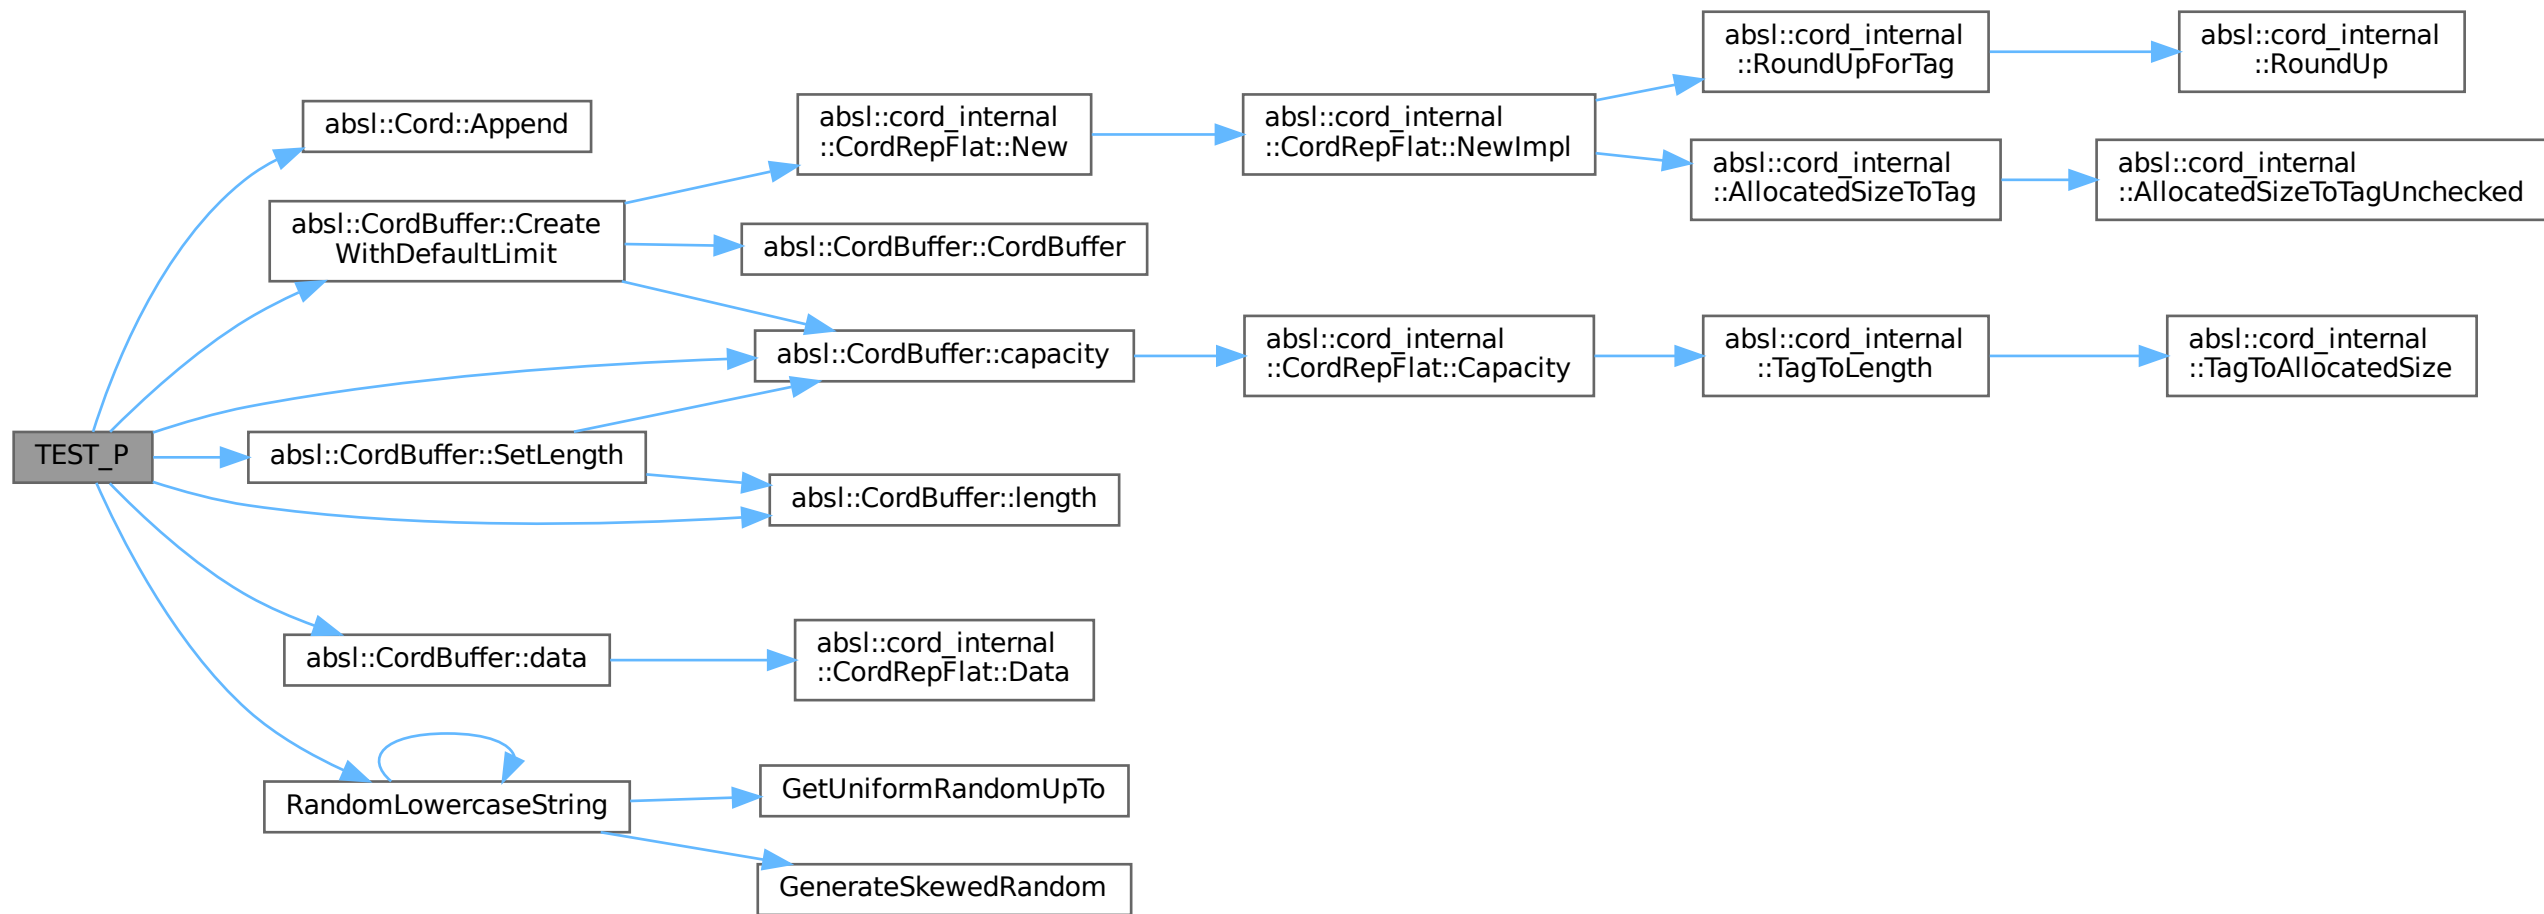 TEST_P
absl::Cord::Append
absl::CordBuffer::Create
WithDefaultLimit
absl::cord_internal
::CordRepFlat::New
absl::cord_internal
::CordRepFlat::NewImpl
absl::cord_internal
::RoundUpForTag
absl::cord_internal
::RoundUp
absl::cord_internal
::AllocatedSizeToTag
absl::cord_internal
::AllocatedSizeToTagUnchecked
absl::CordBuffer::CordBuffer
absl::CordBuffer::capacity
absl::cord_internal
::CordRepFlat::Capacity
absl::cord_internal
::TagToLength
absl::cord_internal
::TagToAllocatedSize
absl::CordBuffer::SetLength
absl::CordBuffer::length
absl::CordBuffer::data
absl::cord_internal
::CordRepFlat::Data
RandomLowercaseString
GetUniformRandomUpTo
GenerateSkewedRandom